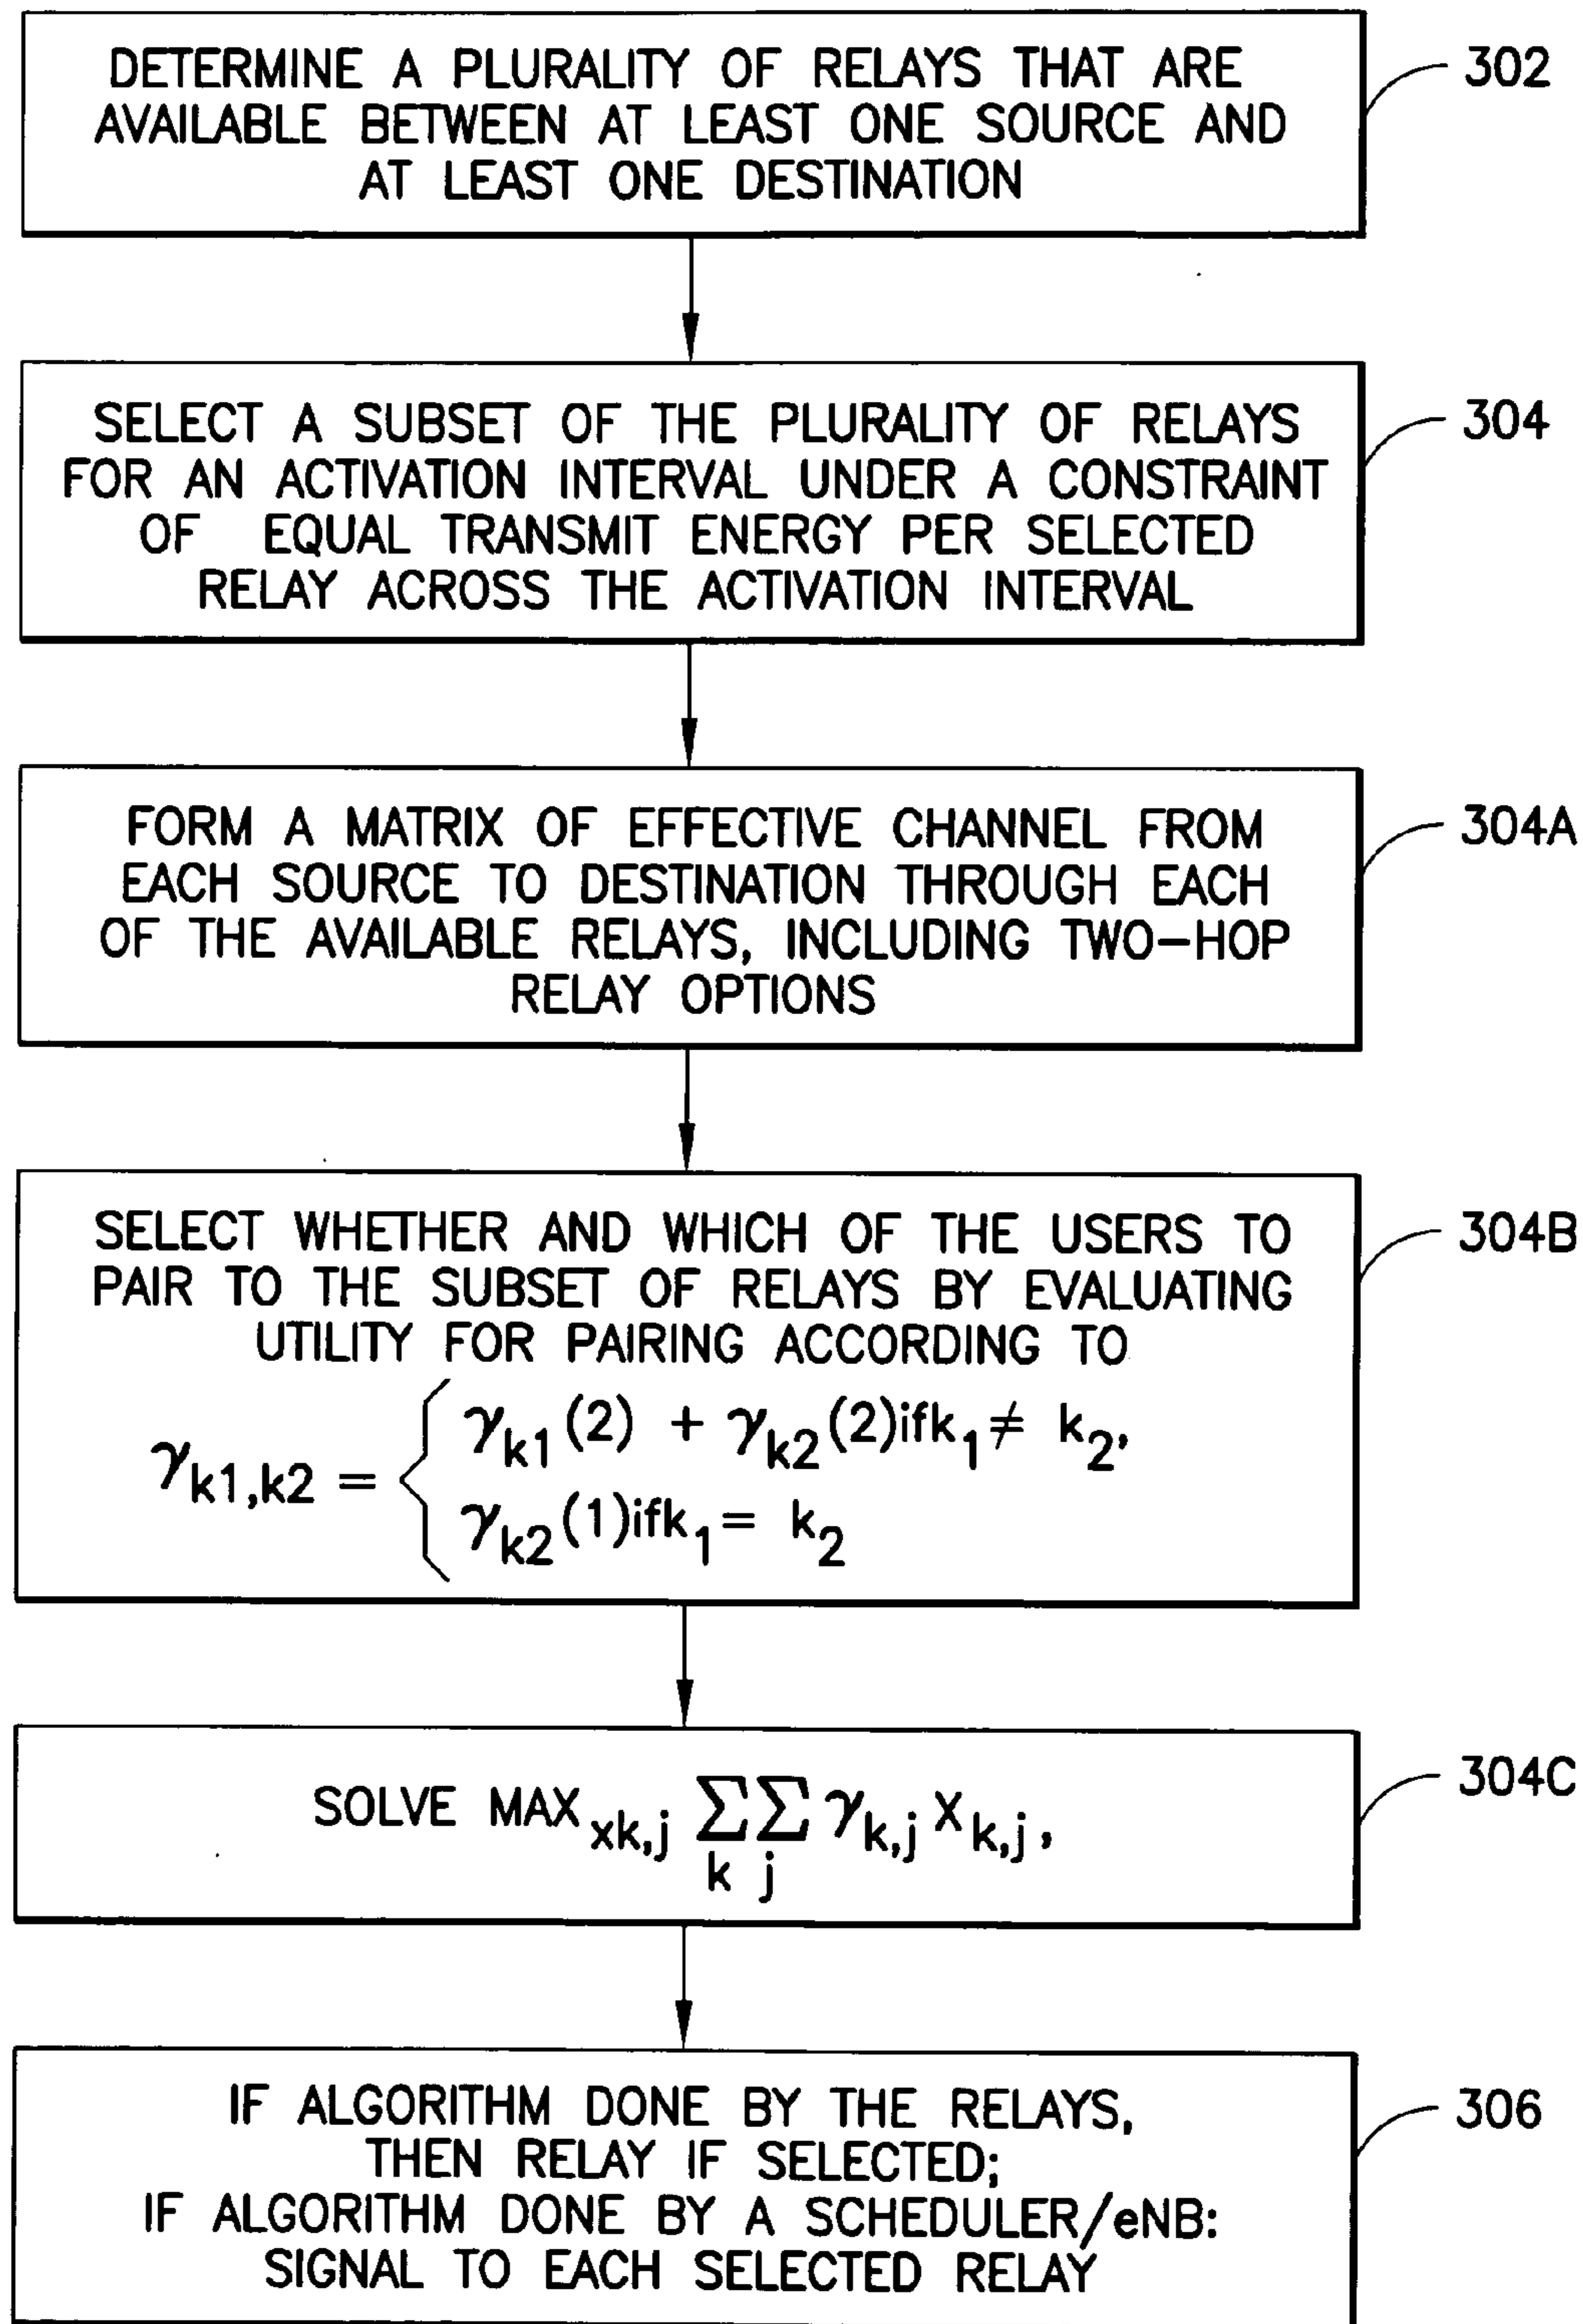 DETERMINE A PLURALITY OF RELAYS THAT ARE
AVAILABLE BETWEEN AT LEAST ONE SOURCE AND
AT LEAST ONE DESTINATION
302
SELECT A SUBSET OF THE PLURALITY OF RELAYS
FOR AN ACTIVATION INTERVAL UNDER A CONSTRAINT
OF EQUAL TRANSMIT ENERGY PER SELECTED
RELAY ACROSS THE ACTIVATION INTERVAL
304
FORM A MATRIX OF EFFECTIVE CHANNEL FROM
EACH SOURCE TO DESTINATION THROUGH EACH
OF THE AVAILABLE RELAYS, INCLUDING TWO-HOP
RELAY OPTIONS
304A
SELECT WHETHER AND WHICH OF THE USERS TO
PAIR TO THE SUBSET OF RELAYS BY EVALUATING
UTILITY FOR PAIRING ACCORDING TO
γk1,k2 = { γk1(2) + γk2(2)ifk1 ≠ k2,
γk2(1)ifk1 = k2
304B
SOLVE MAXxk,j Σk Σj γk,j xk,j,
304C
IF ALGORITHM DONE BY THE RELAYS,
THEN RELAY IF SELECTED;
IF ALGORITHM DONE BY A SCHEDULER/eNB:
SIGNAL TO EACH SELECTED RELAY
306